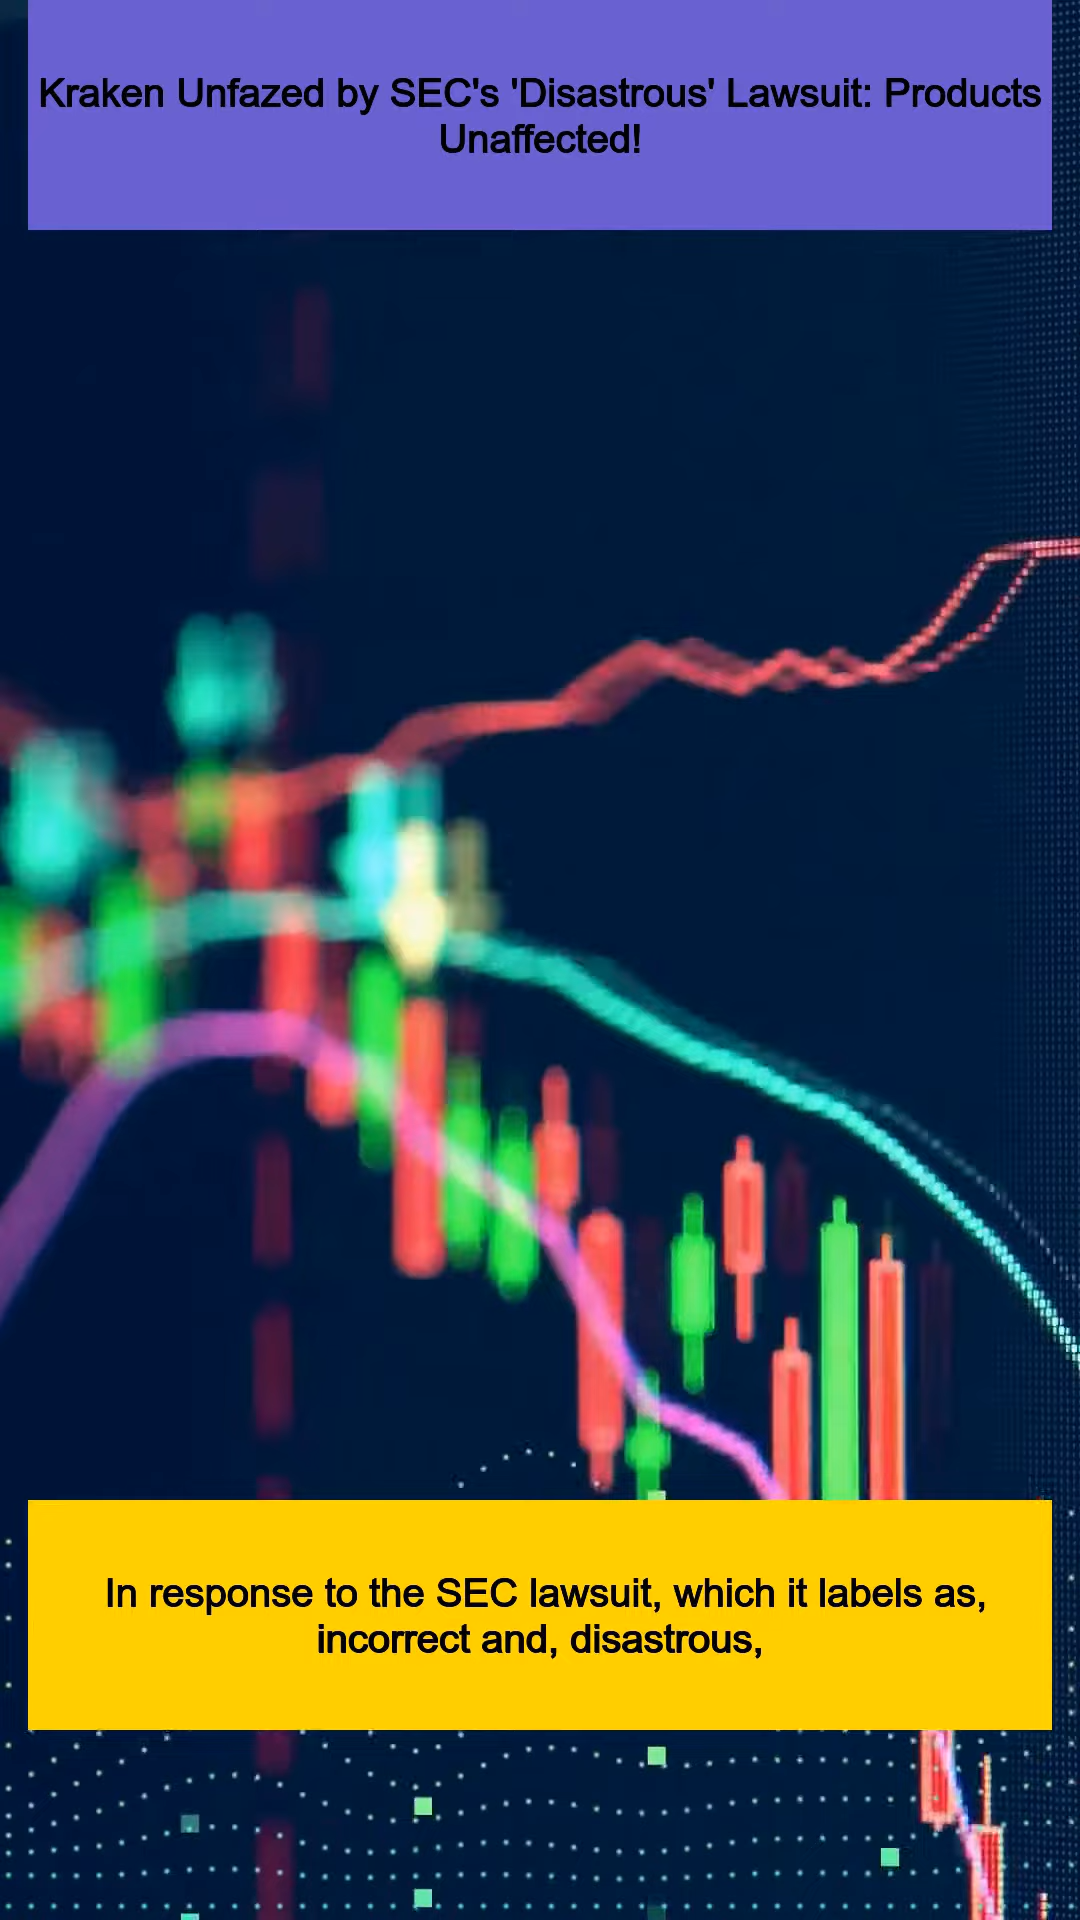 Kraken Unfazed by SEC's 'Disastrous' Lawsuit: Products
Unaffected!
In response to the SEC lawsuit, which it labels as,
incorrect and, disastrous,